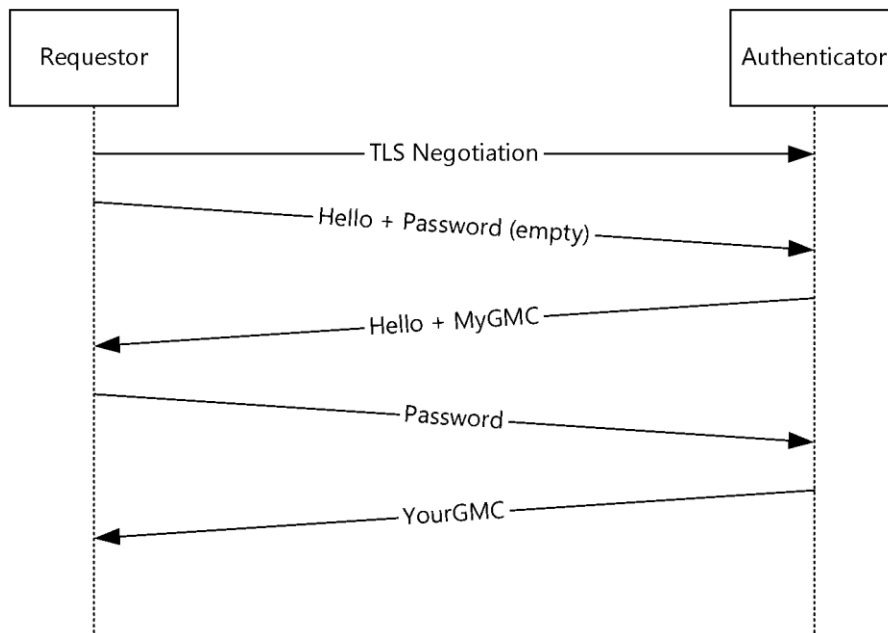 Requestor
Authenticator
TLS Negotiation
Hello + Password (empty)
Hello + MyGMC
Password
YourGMC